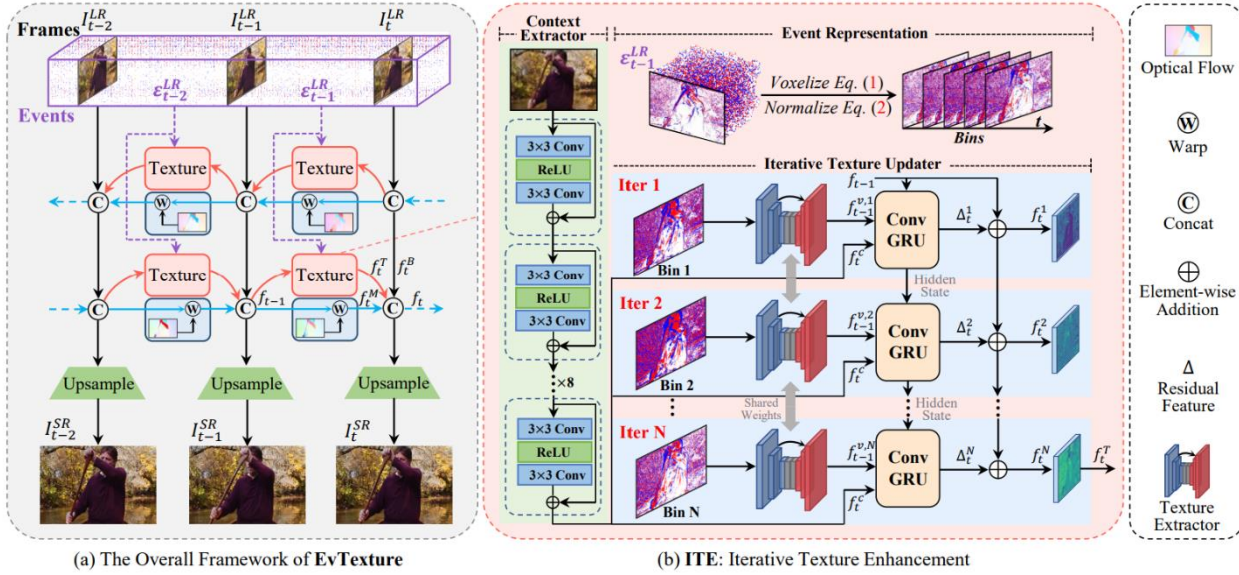 Frames
I_{t-2}^{LR}
I_{t-1}^{LR}
I_t^{LR}
ε_{t-2}^{LR}
ε_{t-1}^{LR}
Events
Texture
Texture
W
W
C
C
C
Texture
Texture
f_t^T
f_t^B
C
W
C
f_{t-1}
f_t^M
W
C
f_t
Upsample
Upsample
Upsample
I_{t-2}^{SR}
I_{t-1}^{SR}
I_t^{SR}
(a) The Overall Framework of EvTexture
Context
Extractor
3×3 Conv
ReLU
3×3 Conv
3×3 Conv
ReLU
3×3 Conv
×8
3×3 Conv
ReLU
3×3 Conv
Event Representation
ε_{t-1}^{LR}
Voxelize Eq. (1)
Normalize Eq. (2)
Bins
t
Iterative Texture Updater
Iter 1
Bin 1
f_{t-1}
f_{t-1}^{v,1}
f_t^c
Conv
GRU
Δ_t^1
f_t^1
Hidden
State
Iter 2
Bin 2
f_{t-1}^{v,2}
f_t^c
Conv
GRU
Δ_t^2
f_t^2
Shared
Weights
Hidden
State
Iter N
Bin N
f_{t-1}^{v,N}
f_t^c
Conv
GRU
Δ_t^N
f_t^N
f_t^T
(b) ITE: Iterative Texture Enhancement
Optical Flow
W
Warp
C
Concat
Element-wise
Addition
Δ
Residual
Feature
Texture
Extractor